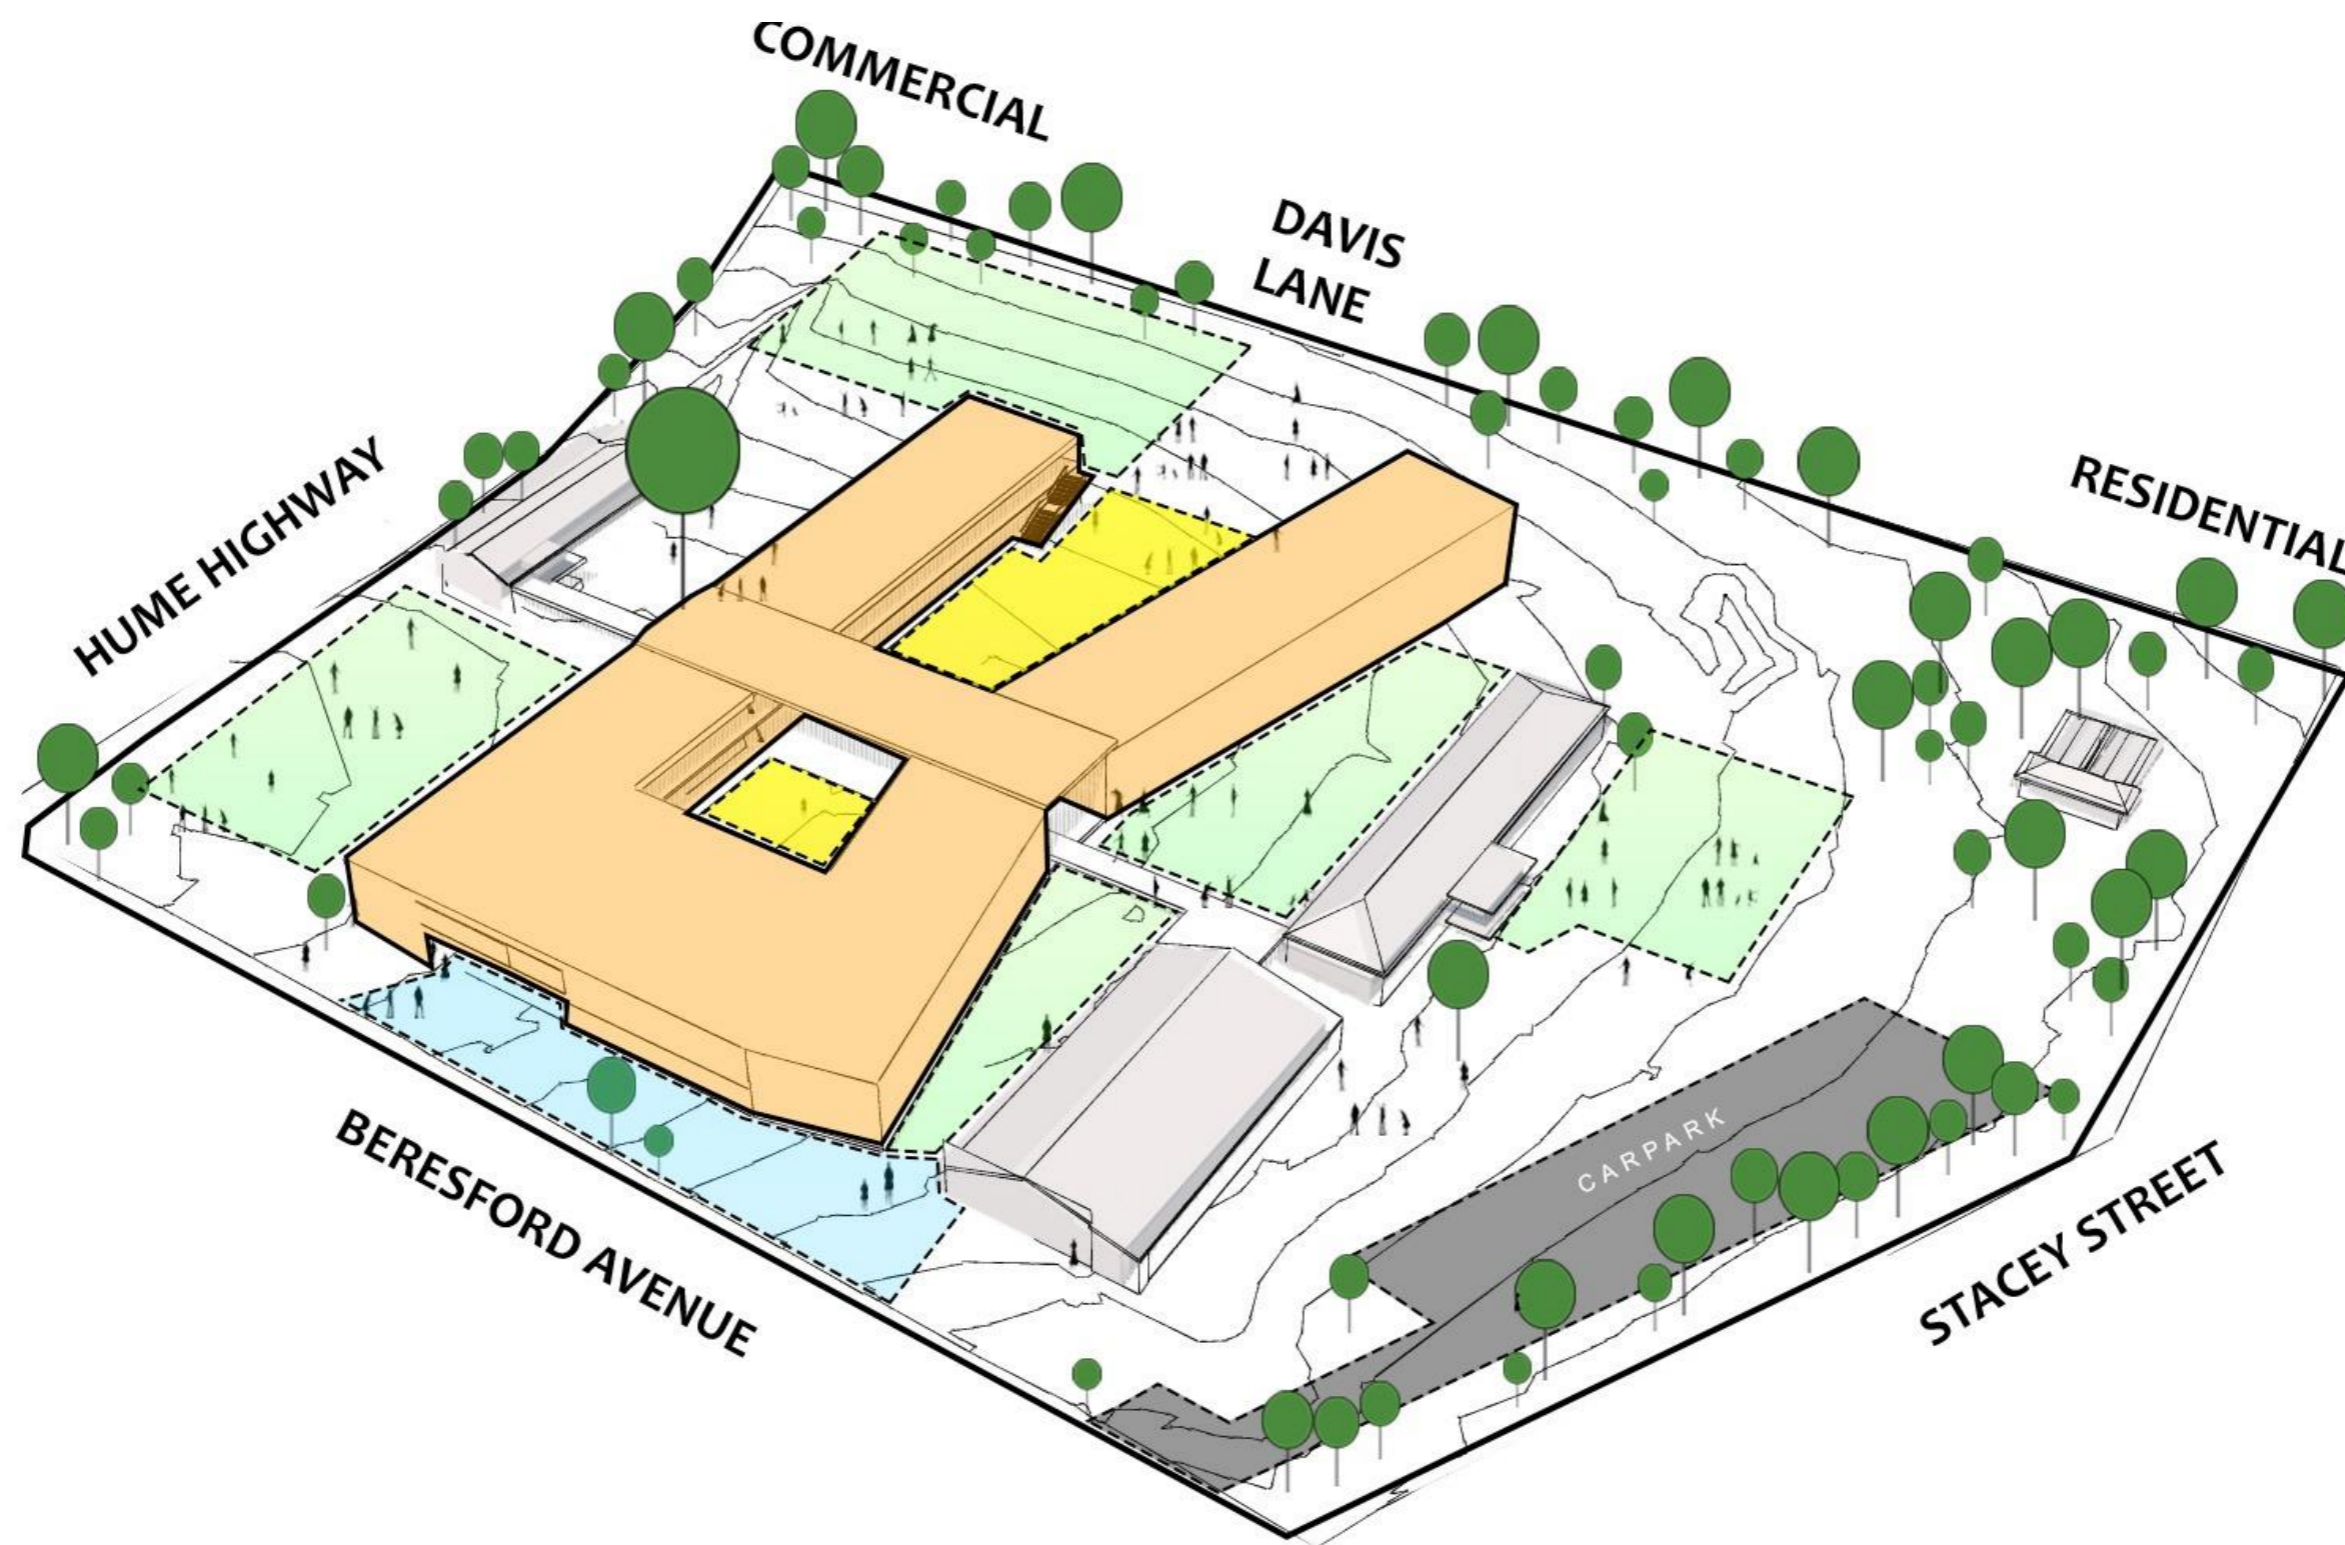 COMMERCIAL
DAVIS
LANE
RESIDENTIAL
HUME HIGHWAY
CARPARK
BERESFORD AVENUE
STACEY STREET